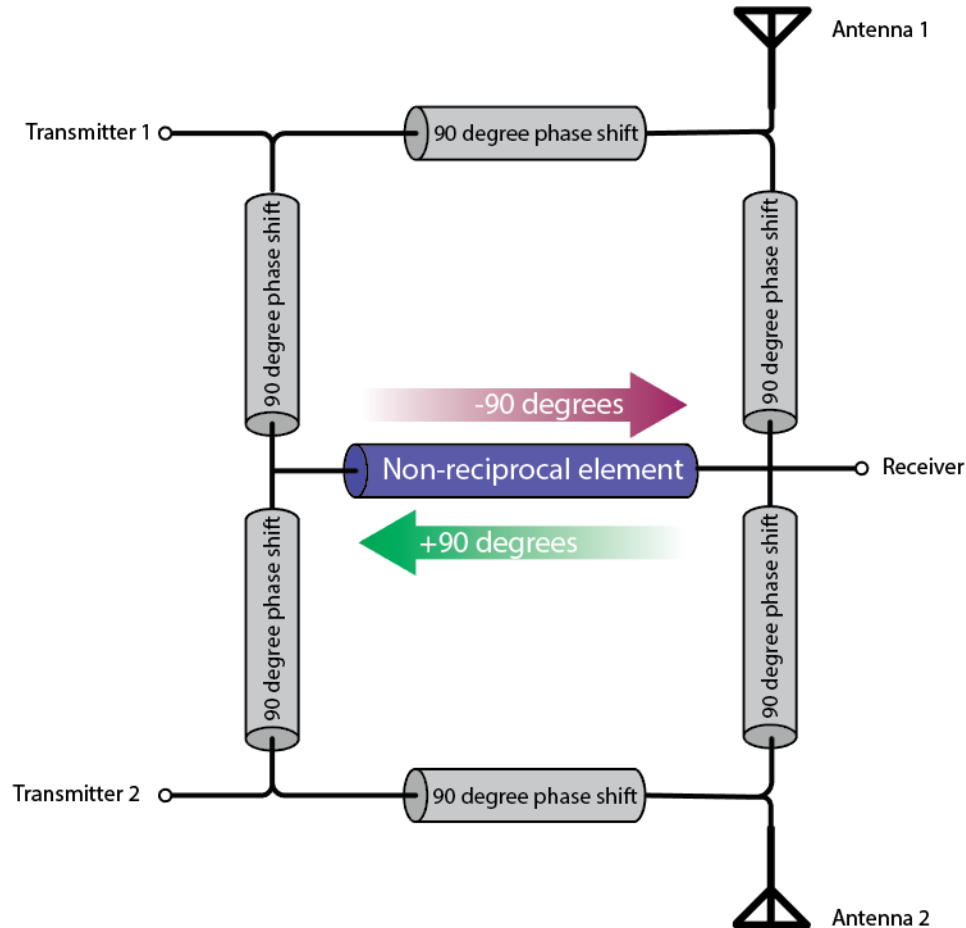 Antenna 1
Transmitter 1
90 degree phase shift
90 degree phase shift
90 degree phase shift
-90 degrees
Non-reciprocal element
Receiver
+90 degrees
90 degree phase shift
90 degree phase shift
Transmitter 2
90 degree phase shift
Antenna 2